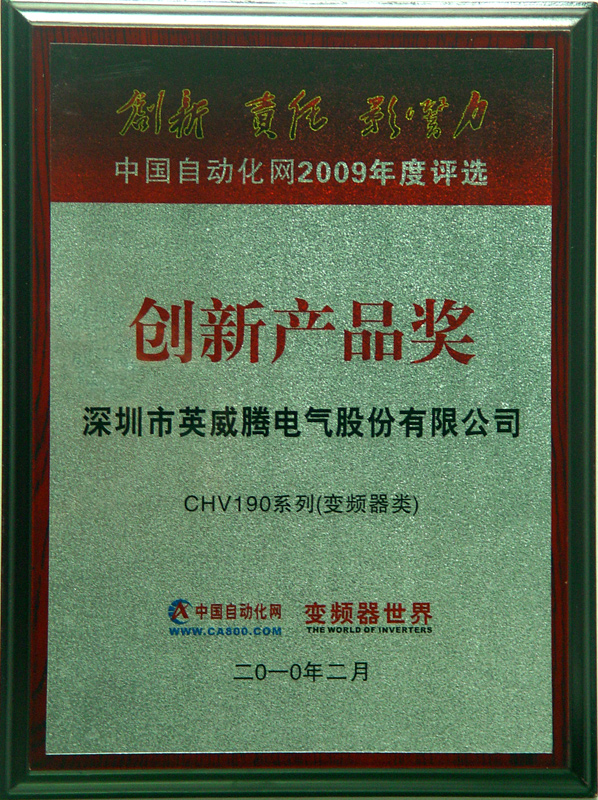 创新 责任 影响力
中国自动化网2009年度评选
创新产品奖
深圳市英威腾电气股份有限公司
CHV190系列(变频器类)
中国自动化网 变频器世界
WWW.CA800.COM THE WORLD OF INVERTERS
二0一0年二月